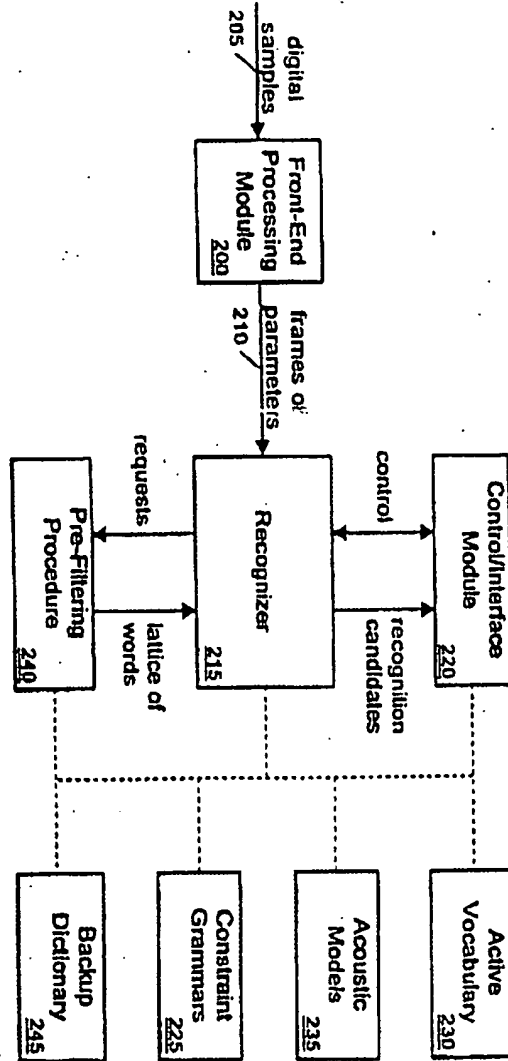 digital
samples
205
Front-End
Processing
Module
200
frames of
parameters
210
Control/Interface
Module
220
control
recognition
candidates
Recognizer
215
requests
lattice of
words
Pre-Filtering
Procedure
240
Active
Vocabulary
230
Acoustic
Models
235
Constraint
Grammars
225
Backup
Dictionary
245